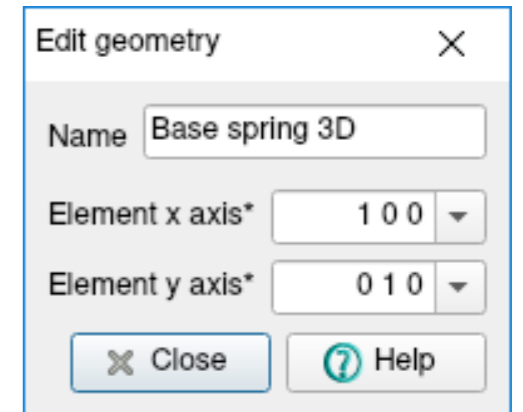 Edit geometry
Name Base spring 3D
Element x axis* 1 0 0
Element y axis* 0 1 0
Close Help